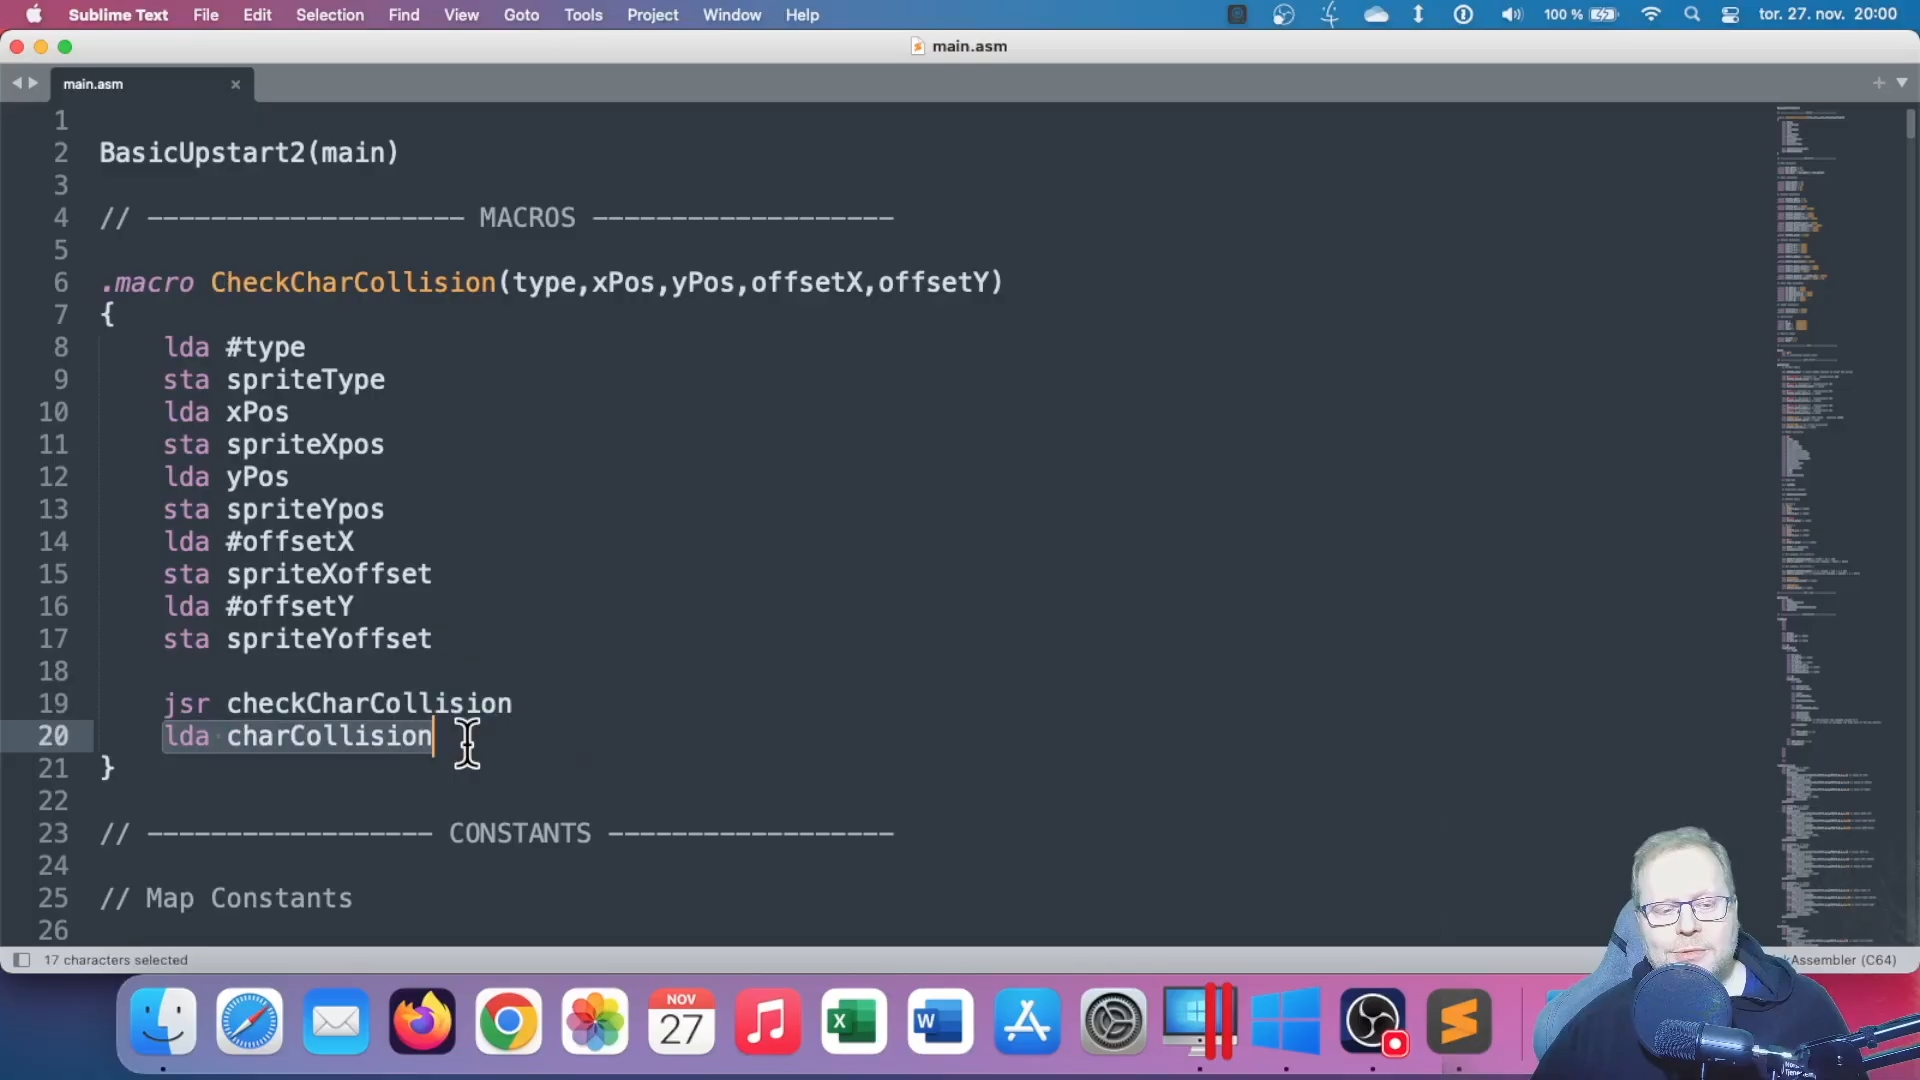 Sublime Text File Edit Selection Find View Goto Tools Project Window Help 100 % tor. 27. nov. 20:00
main.asm
main.asm
1
2 BasicUpstart2(main)
3
4 // -------------------- MACROS -------------------
5
6 .macro CheckCharCollision(type,xPos,yPos,offsetX,offsetY)
7 {
8 lda #type
9 sta spriteType
10 lda xPos
11 sta spriteXpos
12 lda yPos
13 sta spriteYpos
14 lda #offsetX
15 sta spriteXoffset
16 lda #offsetY
17 sta spriteYoffset
18
19 jsr checkCharCollision
20 lda charCollision
21 }
22
23 // ------------------ CONSTANTS ------------------
24
25 // Map Constants
26
17 characters selected
kAssembler (C64)
NOV
27
X
W